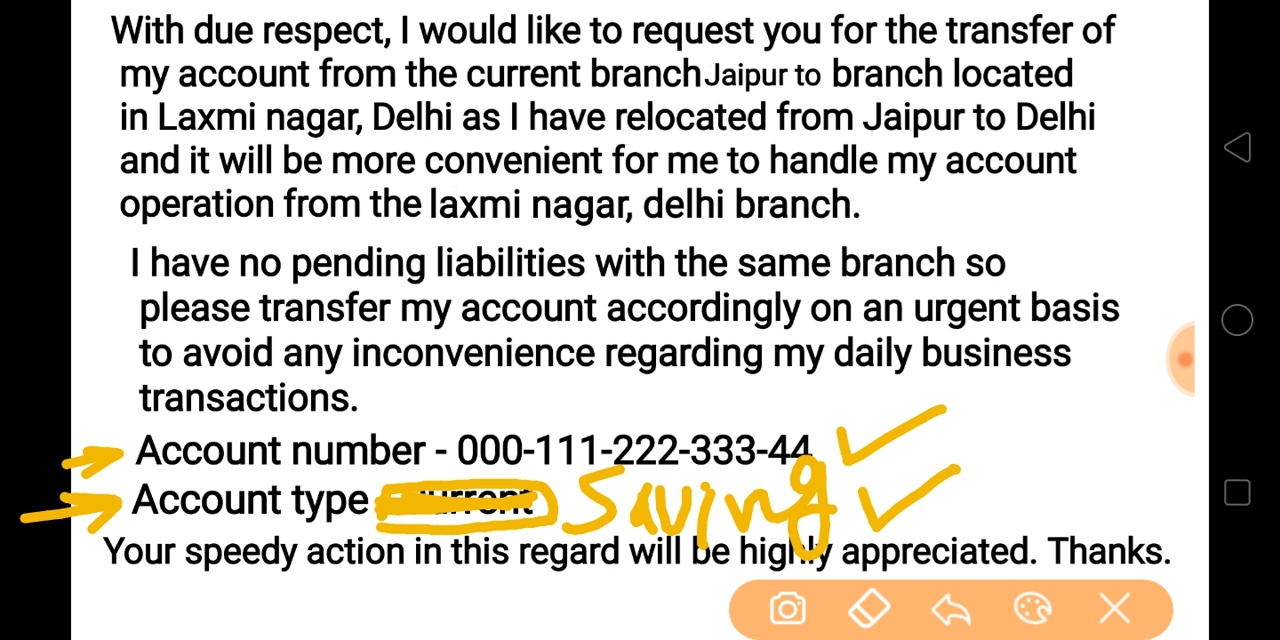 With due respect, I would like to request you for the transfer of
my account from the current branch Jaipur to branch located
in Laxmi nagar, Delhi as I have relocated from Jaipur to Delhi
and it will be more convenient for me to handle my account
operation from the laxmi nagar, delhi branch.
I have no pending liabilities with the same branch so
please transfer my account accordingly on an urgent basis
to avoid any inconvenience regarding my daily business
transactions.
Account number - 000-111-222-333-44
Account type - Current Saving
Your speedy action in this regard will be highly appreciated. Thanks.